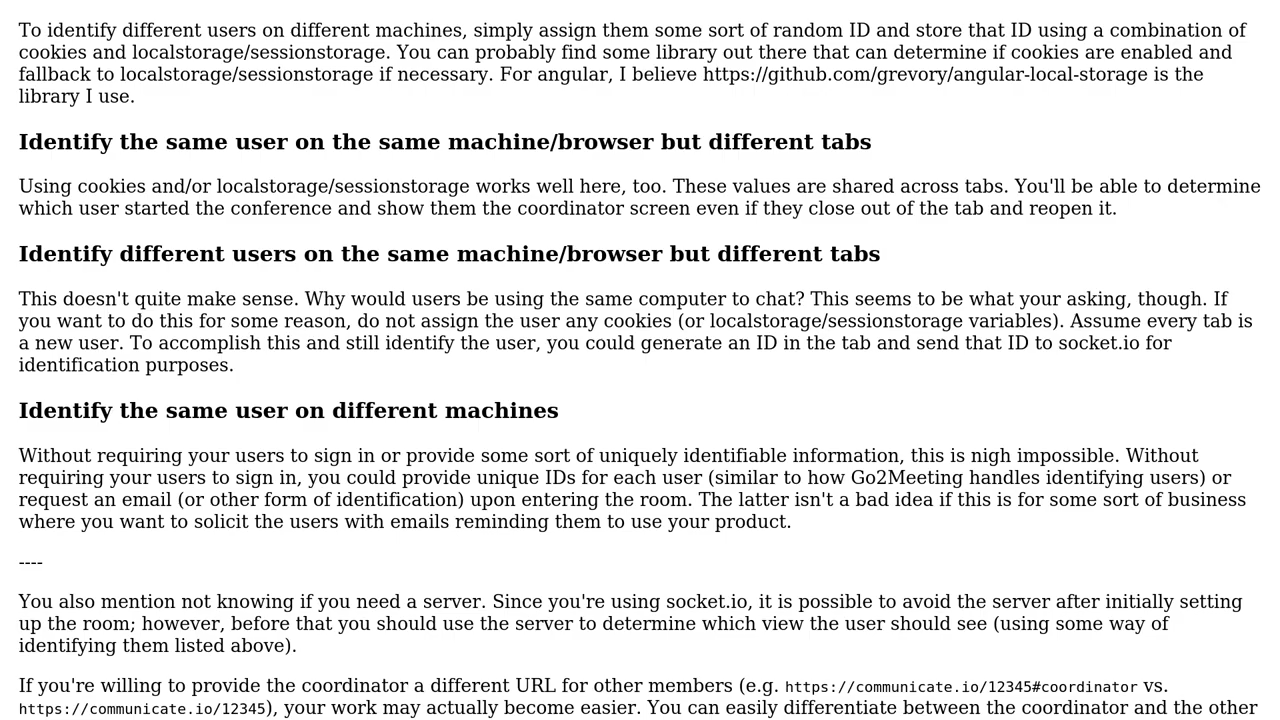 To identify different users on different machines, simply assign them some sort of random ID and store that ID using a combination of
cookies and localstorage/sessionstorage. You can probably find some library out there that can determine if cookies are enabled and
fallback to localstorage/sessionstorage if necessary. For angular, I believe https://github.com/grevory/angular-local-storage is the
library I use.
Identify the same user on the same machine/browser but different tabs
Using cookies and/or localstorage/sessionstorage works well here, too. These values are shared across tabs. You'll be able to determine
which user started the conference and show them the coordinator screen even if they close out of the tab and reopen it.
Identify different users on the same machine/browser but different tabs
This doesn't quite make sense. Why would users be using the same computer to chat? This seems to be what your asking, though. If
you want to do this for some reason, do not assign the user any cookies (or localstorage/sessionstorage variables). Assume every tab is
a new user. To accomplish this and still identify the user, you could generate an ID in the tab and send that ID to socket.io for
identification purposes.
Identify the same user on different machines
Without requiring your users to sign in or provide some sort of uniquely identifiable information, this is nigh impossible. Without
requiring your users to sign in, you could provide unique IDs for each user (similar to how Go2Meeting handles identifying users) or
request an email (or other form of identification) upon entering the room. The latter isn't a bad idea if this is for some sort of business
where you want to solicit the users with emails reminding them to use your product.
----
You also mention not knowing if you need a server. Since you're using socket.io, it is possible to avoid the server after initially setting
up the room; however, before that you should use the server to determine which view the user should see (using some way of
identifying them listed above).
If you're willing to provide the coordinator a different URL for other members (e.g. https://communicate.io/12345#coordinator vs.
https://communicate.io/12345), your work may actually become easier. You can easily differentiate between the coordinator and the other